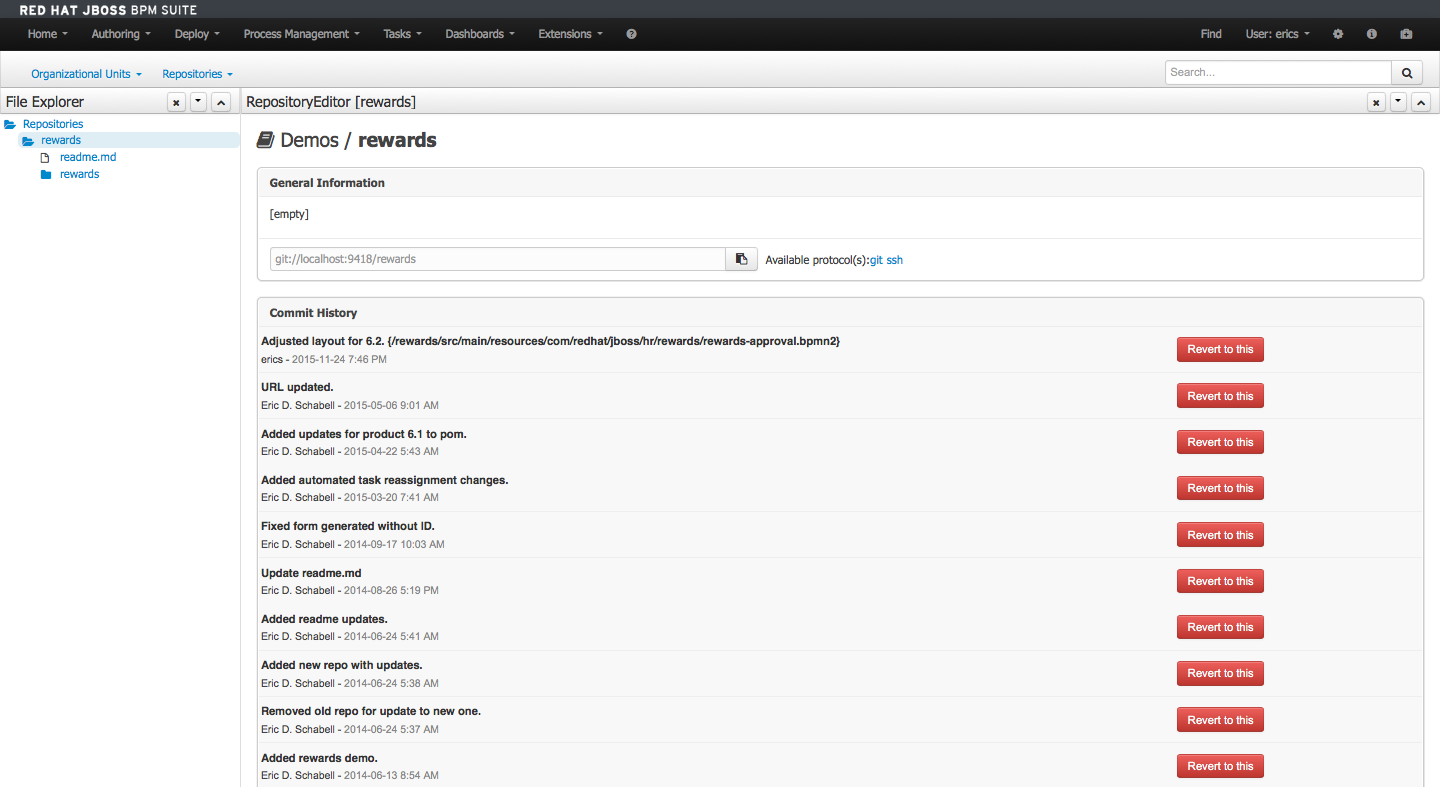 RED HAT JBOSS BPM SUITE
Home Authoring Deploy Process Management Tasks Dashboards Extensions Find User: erics
Organizational Units Repositories Search...
File Explorer
RepositoryEditor [rewards]
Repositories
rewards
readme.md
rewards
Demos / rewards
General Information
[empty]
git://localhost:9418/rewards Available protocol(s):git ssh
Commit History
Adjusted layout for 6.2. {/rewards/src/main/resources/com/redhat/jboss/hr/rewards/rewards-approval.bpmn2}
erics - 2015-11-24 7:46 PM
Revert to this
URL updated.
Eric D. Schabell - 2015-05-06 9:01 AM
Revert to this
Added updates for product 6.1 to pom.
Eric D. Schabell - 2015-04-22 5:43 AM
Revert to this
Added automated task reassignment changes.
Eric D. Schabell - 2015-03-20 7:41 AM
Revert to this
Fixed form generated without ID.
Eric D. Schabell - 2014-09-17 10:03 AM
Revert to this
Update readme.md
Eric D. Schabell - 2014-08-26 5:19 PM
Revert to this
Added readme updates.
Eric D. Schabell - 2014-06-24 5:41 AM
Revert to this
Added new repo with updates.
Eric D. Schabell - 2014-06-24 5:38 AM
Revert to this
Removed old repo for update to new one.
Eric D. Schabell - 2014-06-24 5:37 AM
Revert to this
Added rewards demo.
Eric D. Schabell - 2014-06-13 8:54 AM
Revert to this